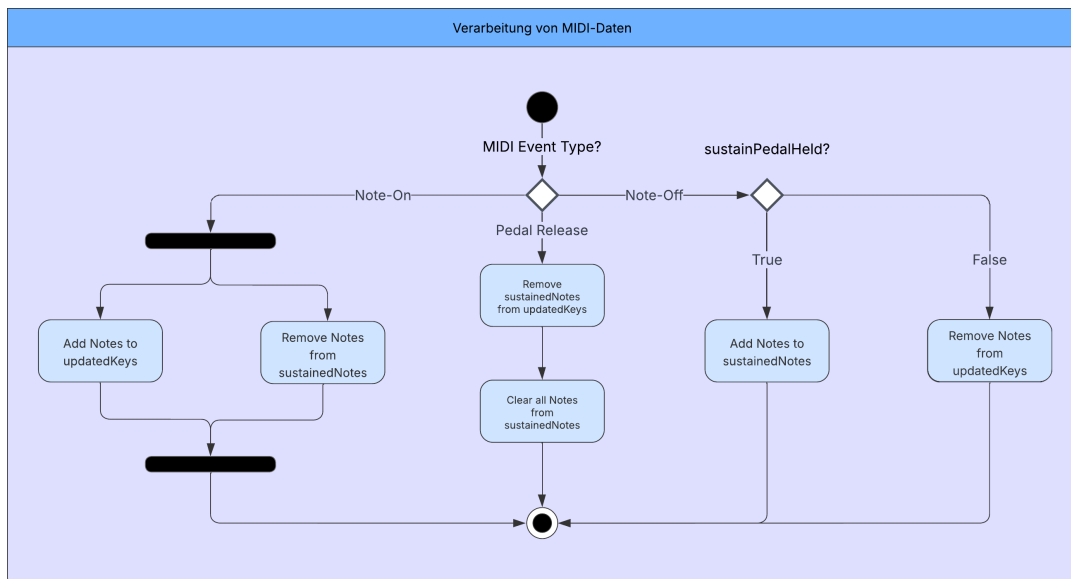 Verarbeitung von MIDI-Daten
MIDI Event Type?
sustainPedalHeld?
Note-On
Note-Off
Pedal Release
True
False
Add Notes to
updatedKeys
Remove Notes
from
sustainedNotes
Remove
sustainedNotes
from updatedKeys
Add Notes to
sustainedNotes
Remove Notes
from
updatedKeys
Clear all Notes
from
sustainedNotes